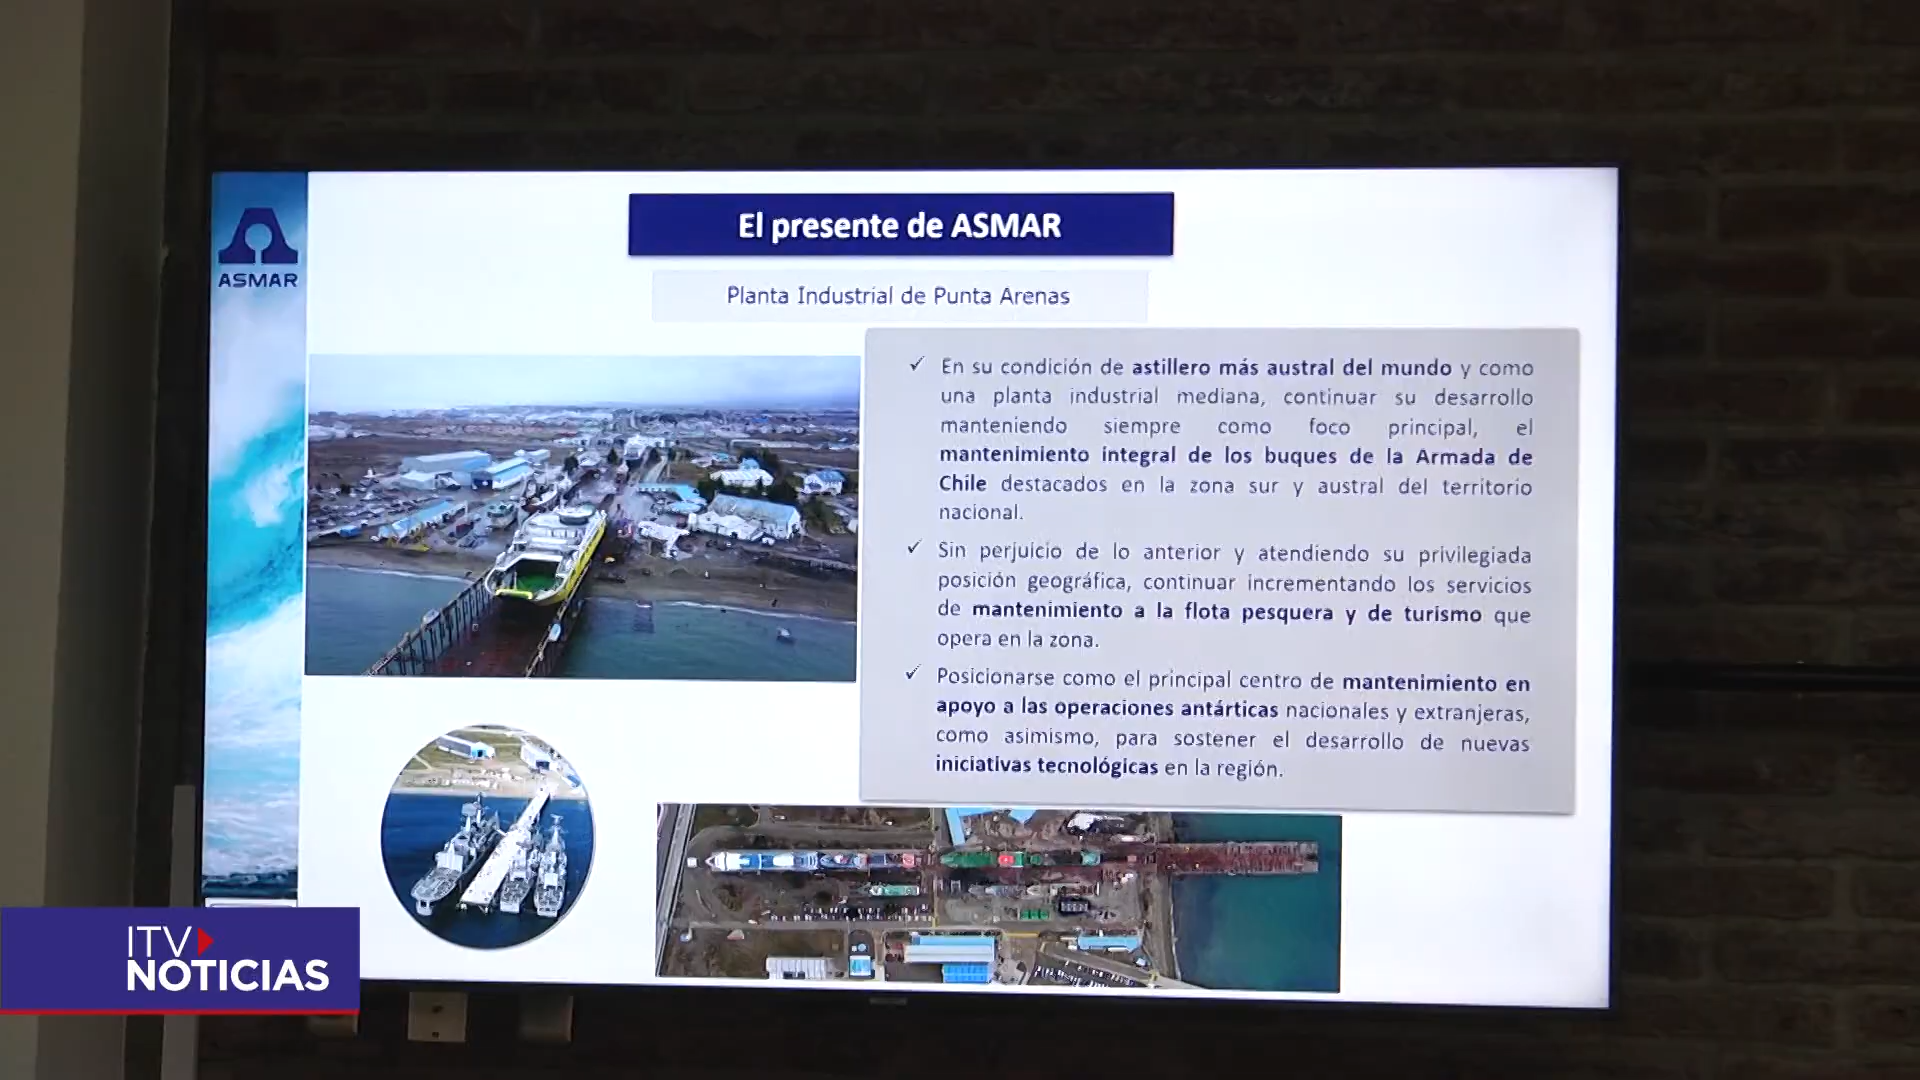 El presente de ASMAR
ASMAR
Planta Industrial de Punta Arenas
✓ En su condición de astillero más austral del mundo y como
una planta industrial mediana, continuar su desarrollo
manteniendo siempre como foco principal, el
mantenimiento integral de los buques de la Armada de
Chile destacados en la zona sur y austral del territorio
nacional.
✓ Sin perjuicio de lo anterior y atendiendo su privilegiada
posición geográfica, continuar incrementando los servicios
de mantenimiento a la flota pesquera y de turismo que
opera en la zona.
✓ Posicionarse como el principal centro de mantenimiento en
apoyo a las operaciones antárticas nacionales y extranjeras,
como asimismo, para sostener el desarrollo de nuevas
iniciativas tecnológicas en la región.
ITV
NOTICIAS